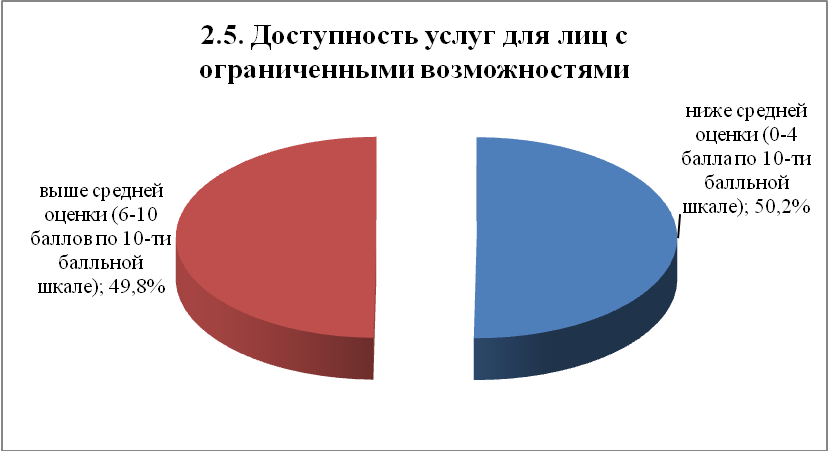 2.5. Доступность услуг для лиц с
ограниченными возможностями
ниже средней
оценки (0-4
балла по 10-ти
балльной
шкале); 50,2%
выше средней
оценки (6-10
баллов по 10-ти
балльной
шкале); 49,8%